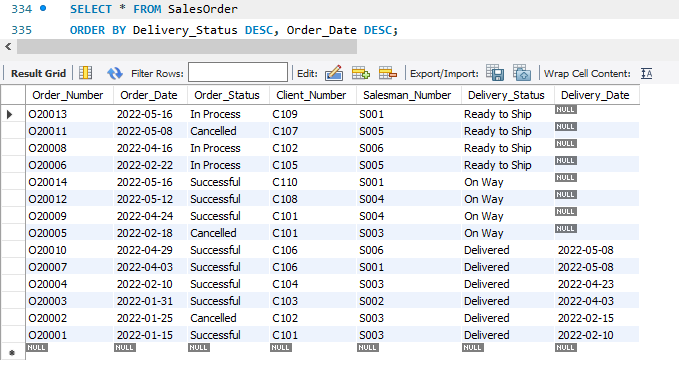 334 SELECT * FROM SalesOrder
335 ORDER BY Delivery_Status DESC, Order_Date DESC;
Result Grid Filter Rows: Edit: Export/Import: Wrap Cell Content: IA
Order_Number Order_Date Order_Status Client_Number Salesman_Number Delivery_Status Delivery_Date
O20013 2022-05-16 In Process C109 S001 Ready to Ship NULL
O20011 2022-05-08 Cancelled C107 S005 Ready to Ship NULL
O20008 2022-04-16 In Process C102 S006 Ready to Ship NULL
O20006 2022-02-22 In Process C105 S005 Ready to Ship NULL
O20014 2022-05-16 Successful C110 S001 On Way NULL
O20012 2022-05-12 Successful C108 S004 On Way NULL
O20009 2022-04-24 Successful C101 S004 On Way NULL
O20005 2022-02-18 Cancelled C101 S003 On Way NULL
O20010 2022-04-29 Successful C106 S006 Delivered 2022-05-08
O20007 2022-04-03 Successful C106 S001 Delivered 2022-05-08
O20004 2022-02-10 Successful C104 S003 Delivered 2022-04-23
O20003 2022-01-31 Successful C103 S002 Delivered 2022-04-03
O20002 2022-01-25 Cancelled C102 S003 Delivered 2022-02-15
O20001 2022-01-15 Successful C101 S003 Delivered 2022-02-10
NULL NULL NULL NULL NULL NULL NULL